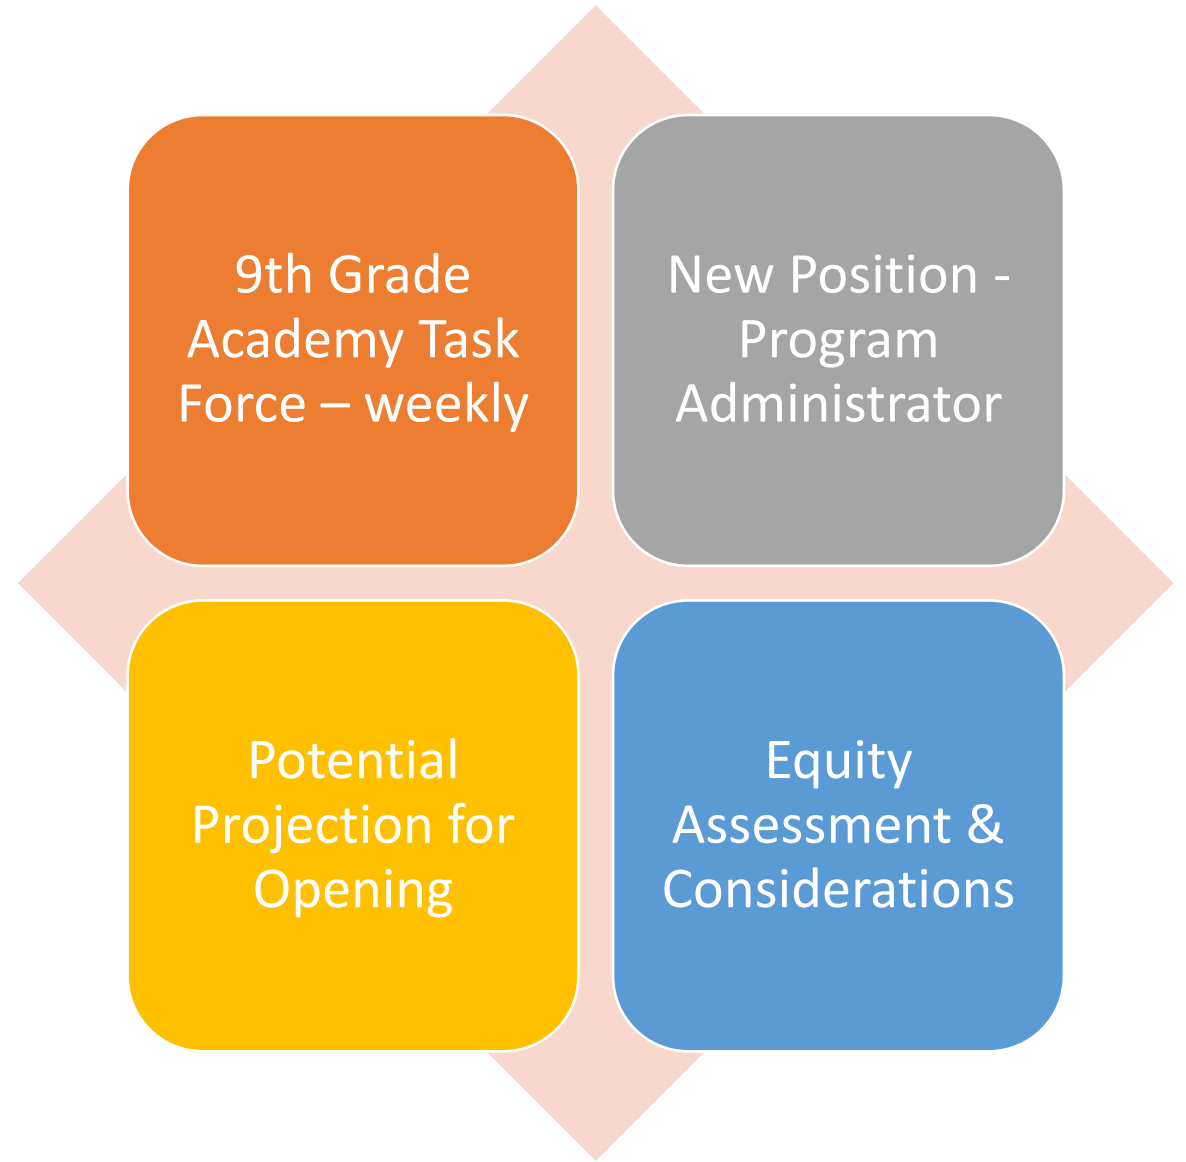 9th Grade
Academy Task
Force – weekly
New Position -
Program
Administrator
Potential
Projection for
Opening
Equity
Assessment &
Considerations